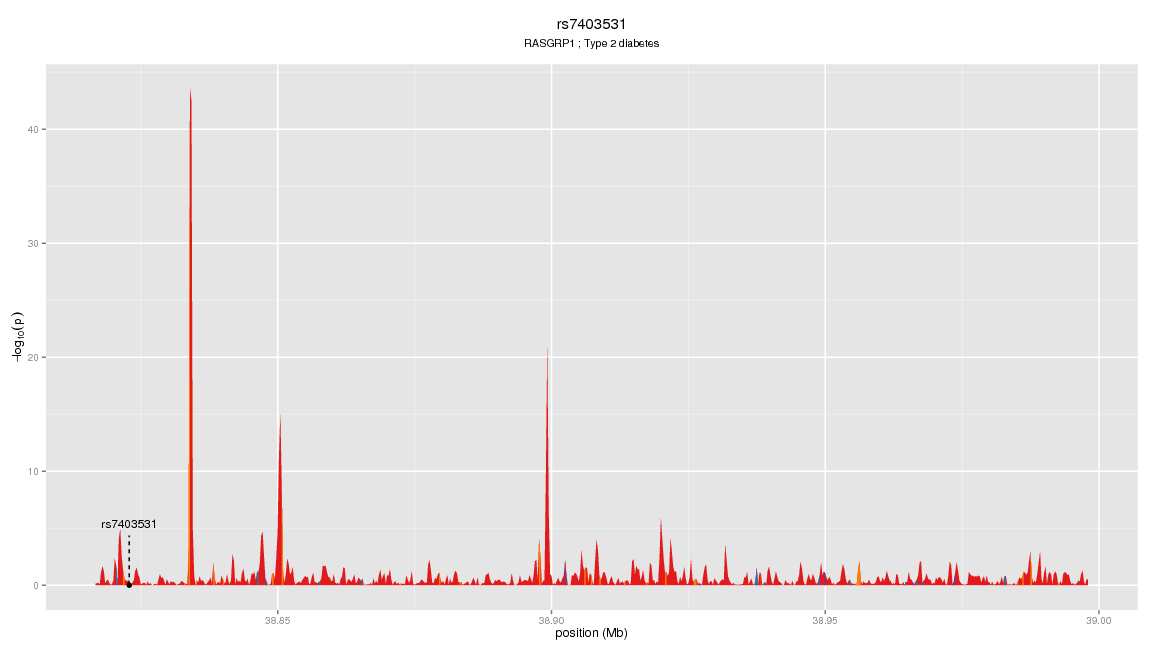 rs7403531
RASGRP1 ; Type 2 diabetes
40
30
20
10
0
−log10(p)
rs7403531
38.85
38.90
38.95
39.00
position (Mb)